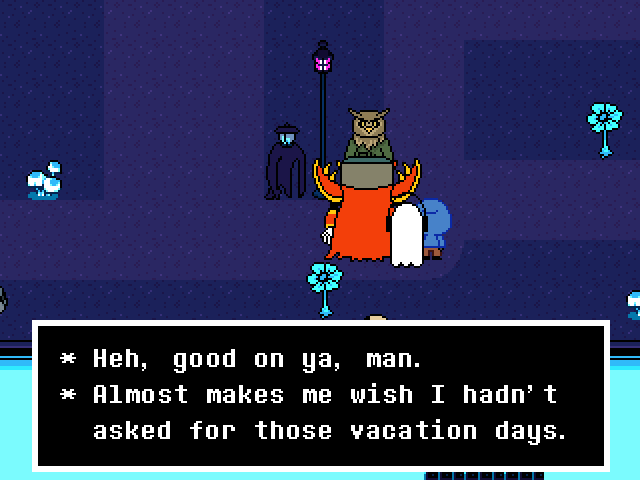 * Heh, good on ya, man.
* Almost makes me wish I hadn't
asked for those vacation days.